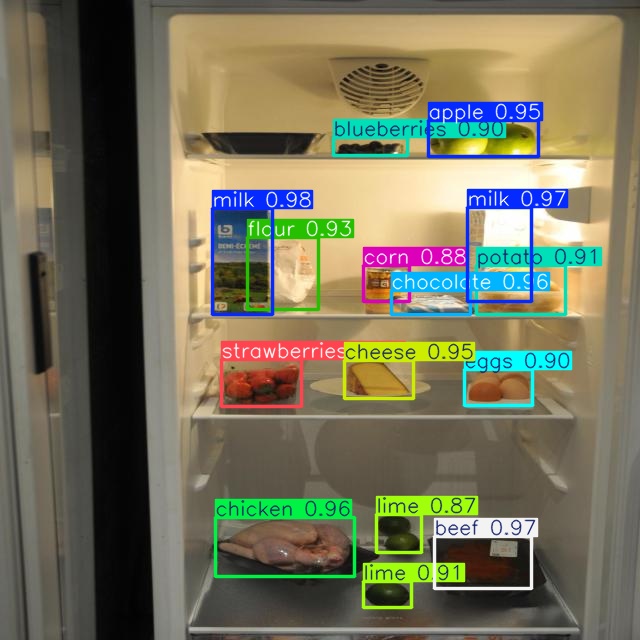 apple 0.95
blueberries 0.90
milk 0.98
milk 0.97
flour 0.93
corn 0.88
potato 0.91
chocolate 0.96
DEMI-ÉCRÉMÉ
strawberries
cheese 0.95
eggs 0.90
chicken 0.96
lime 0.87
beef 0.97
lime 0.91